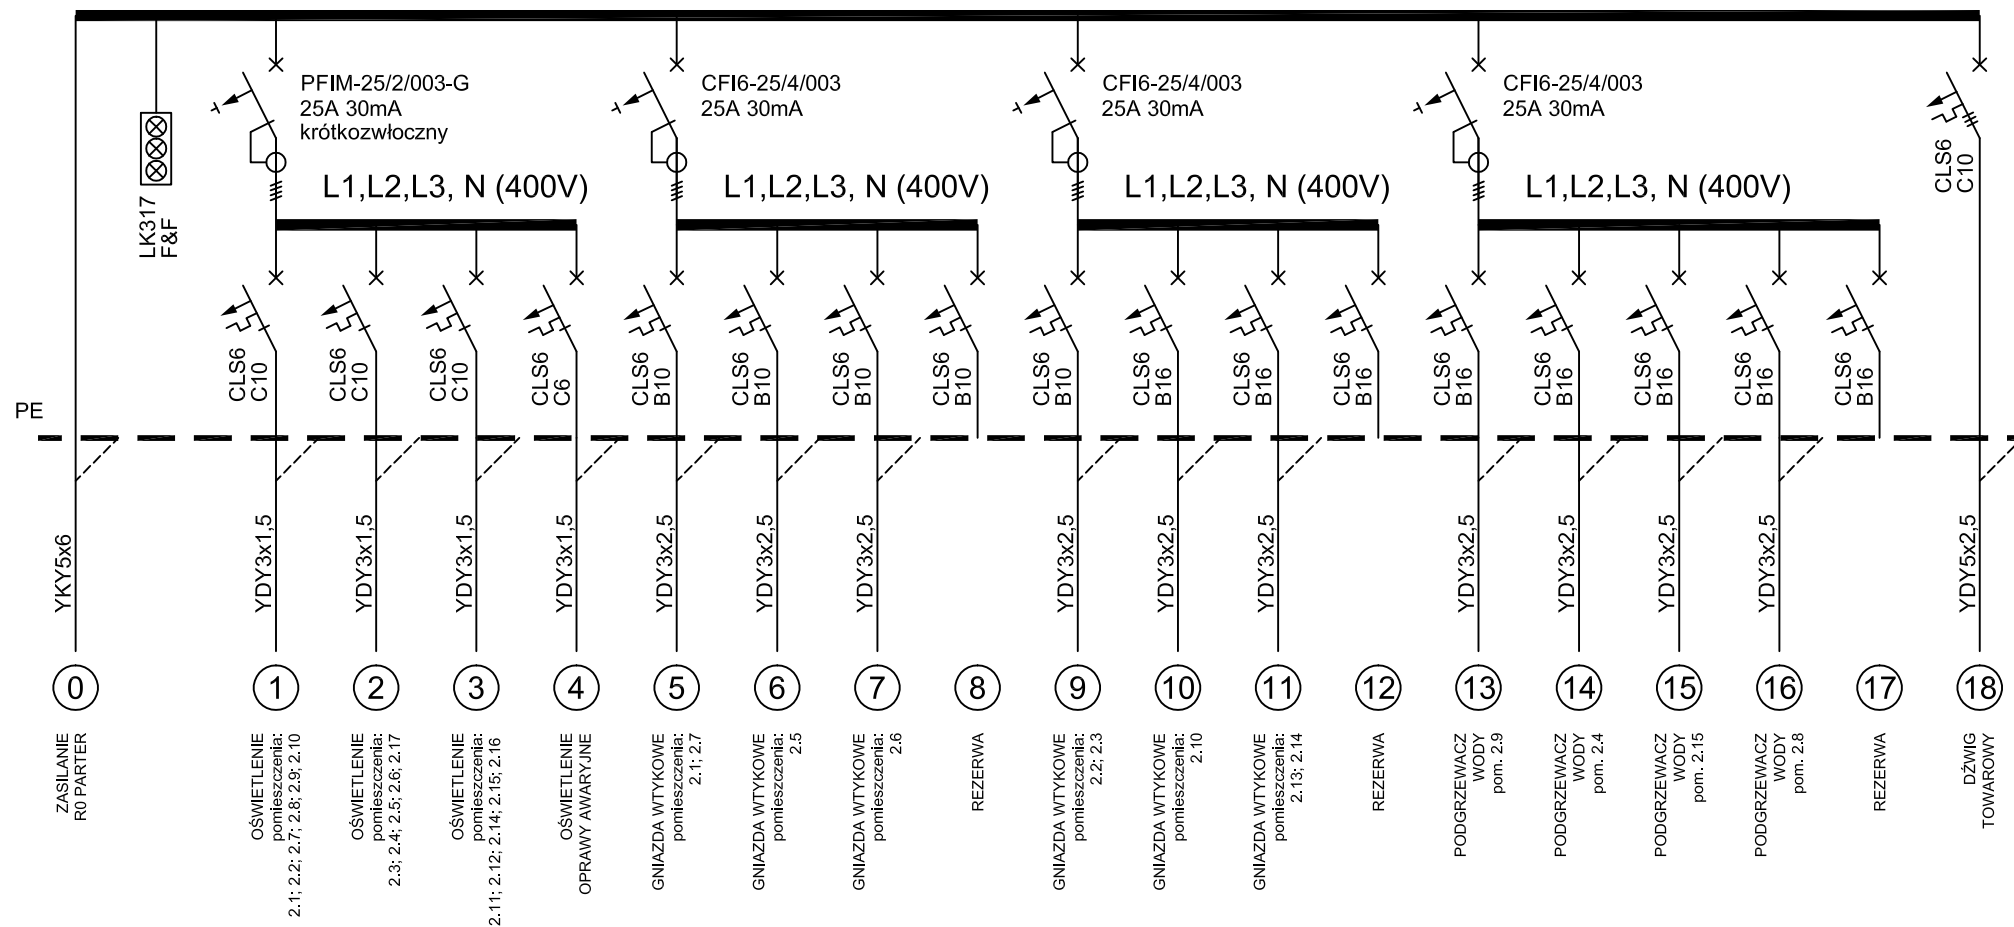 PFIM-25/2/003-G
25A 30mA
krótkozwłoczny
CFI6-25/4/003
25A 30mA
CFI6-25/4/003
25A 30mA
CFI6-25/4/003
25A 30mA
LK317
F&F
L1,L2,L3, N (400V)
L1,L2,L3, N (400V)
L1,L2,L3, N (400V)
L1,L2,L3, N (400V)
CLS6
C10
CLS6
C10
CLS6
C10
CLS6
C10
CLS6
C6
CLS6
B10
CLS6
B10
CLS6
B10
CLS6
B10
CLS6
B10
CLS6
B16
CLS6
B16
CLS6
B16
CLS6
B16
CLS6
B16
CLS6
B16
CLS6
B16
CLS6
B16
PE
YKY5x6
YDY3x1,5
YDY3x1,5
YDY3x1,5
YDY3x1,5
YDY3x2,5
YDY3x2,5
YDY3x2,5
YDY3x2,5
YDY3x2,5
YDY3x2,5
YDY3x2,5
YDY3x2,5
YDY3x2,5
YDY3x2,5
YDY5x2,5
0
1
2
3
4
5
6
7
8
9
10
11
12
13
14
15
16
17
18
ZASILANIE
R0 PARTER
OŚWIETLENIE
pomieszczenia:
2.1; 2.2; 2.7; 2.8; 2.9; 2.10
OŚWIETLENIE
pomieszczenia:
2.3; 2.4; 2.5; 2.6; 2.17
OŚWIETLENIE
pomieszczenia:
2.11; 2.12; 2.14; 2.15; 2.16
OŚWIETLENIE
OPRAWY AWARYJNE
GNIAZDA WTYKOWE
pomieszczenia:
2.1; 2.7
GNIAZDA WTYKOWE
pomieszczenia: 2.5
GNIAZDA WTYKOWE
pomieszczenia: 2.6
REZERWA
GNIAZDA WTYKOWE
pomieszczenia: 2.2; 2.3
GNIAZDA WTYKOWE
pomieszczenia:
2.10
GNIAZDA WTYKOWE
pomieszczenia:
2.13; 2.14
REZERWA
PODGRZEWACZ
WODY
pom. 2.9
PODGRZEWACZ
WODY
pom. 2.4
PODGRZEWACZ
WODY
pom. 2.15
PODGRZEWACZ
WODY
pom. 2.8
REZERWA
DŹWIG
TOWAROWY